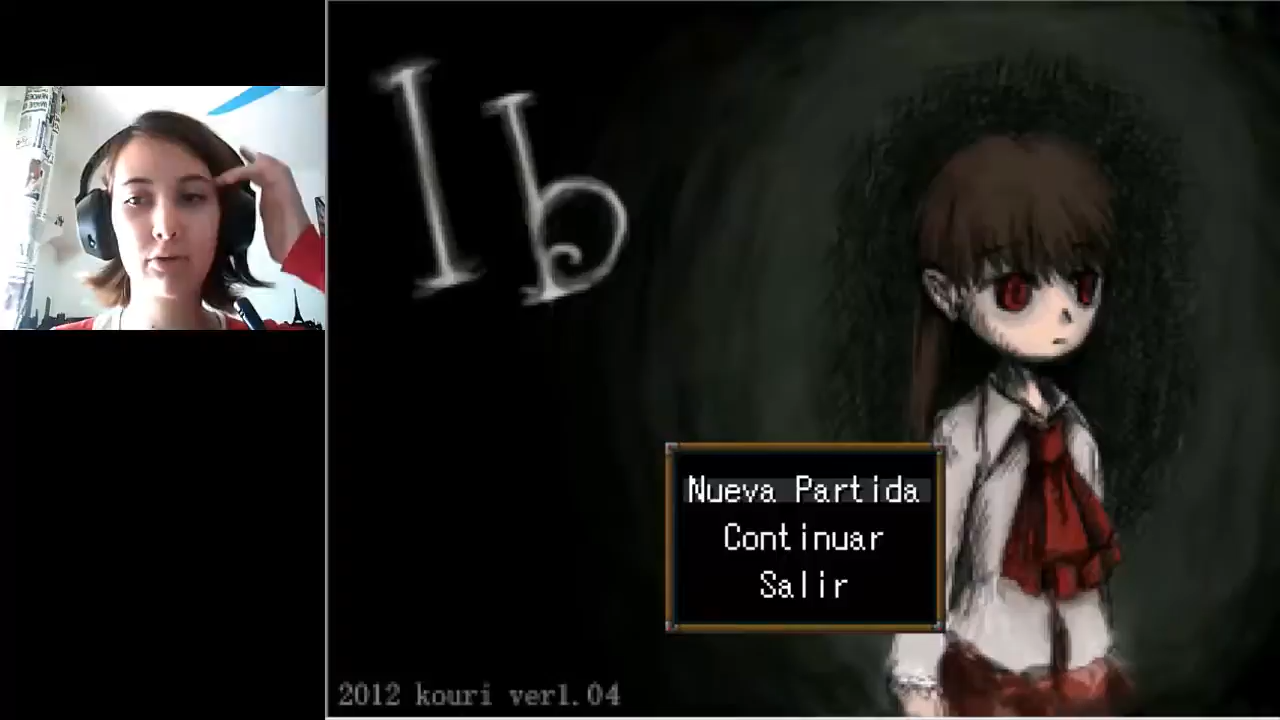 Ib
Nueva Partida
Continuar
Salir
2012 kouri ver1.04